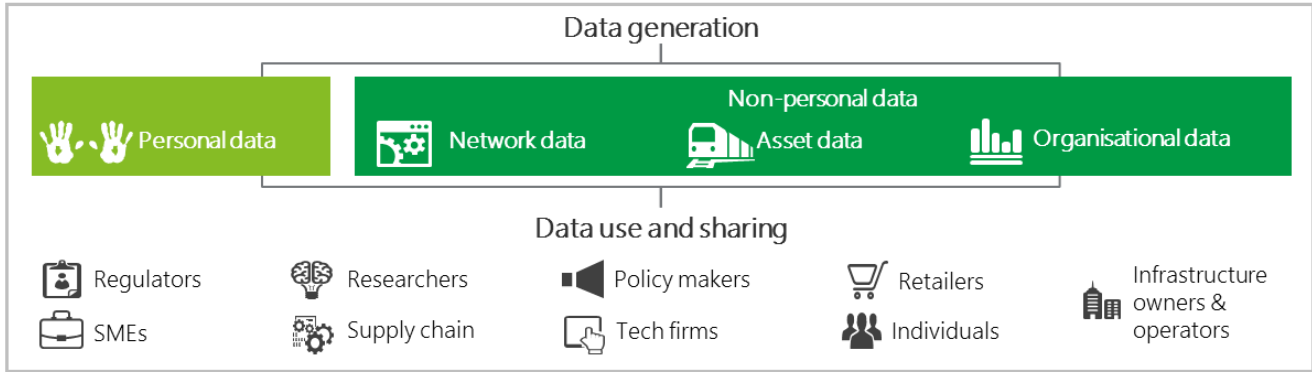 Data generation
Non-personal data
Personal data
Network data
Asset data
Organisational data
Data use and sharing
Regulators
Researchers
Policy makers
Retailers
Infrastructure
owners &
operators
SMEs
Supply chain
Tech firms
Individuals